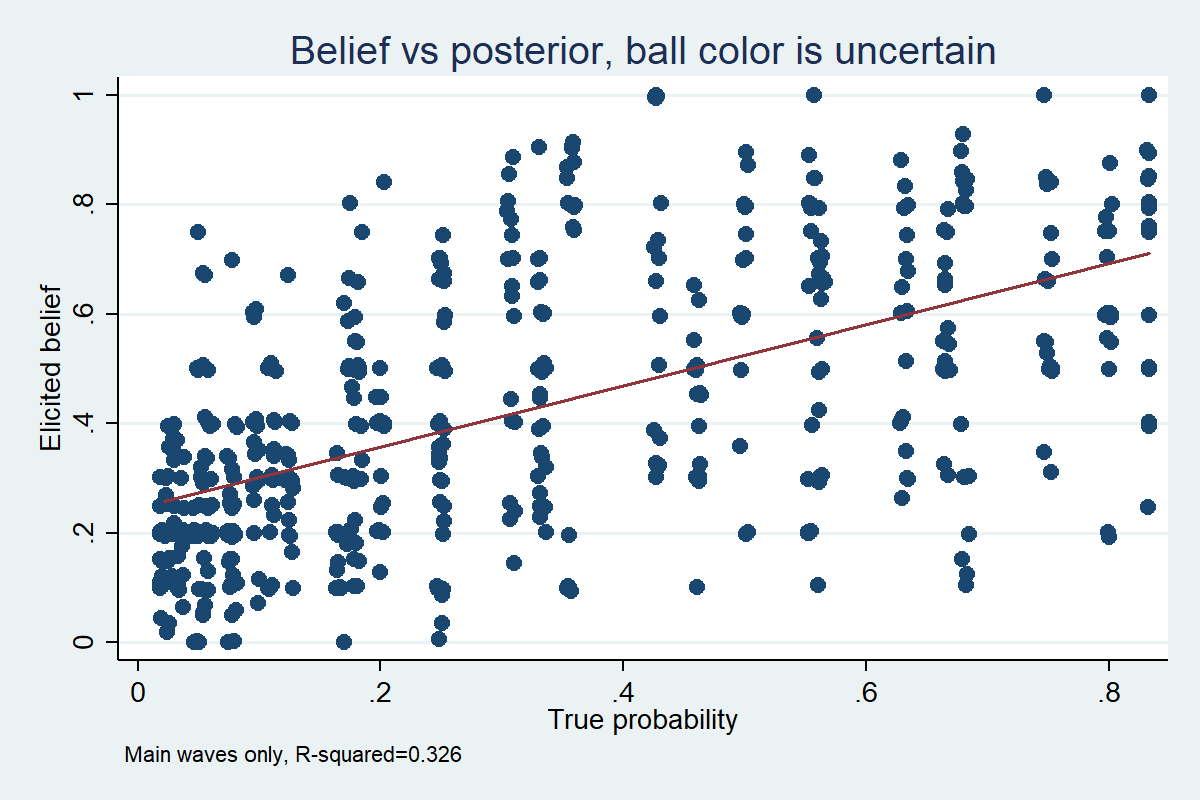 Belief vs posterior, ball color is uncertain
Elicited belief
1
.8
.6
.4
.2
0
0 .2 .4 .6 .8
True probability
Main waves only, R-squared=0.326